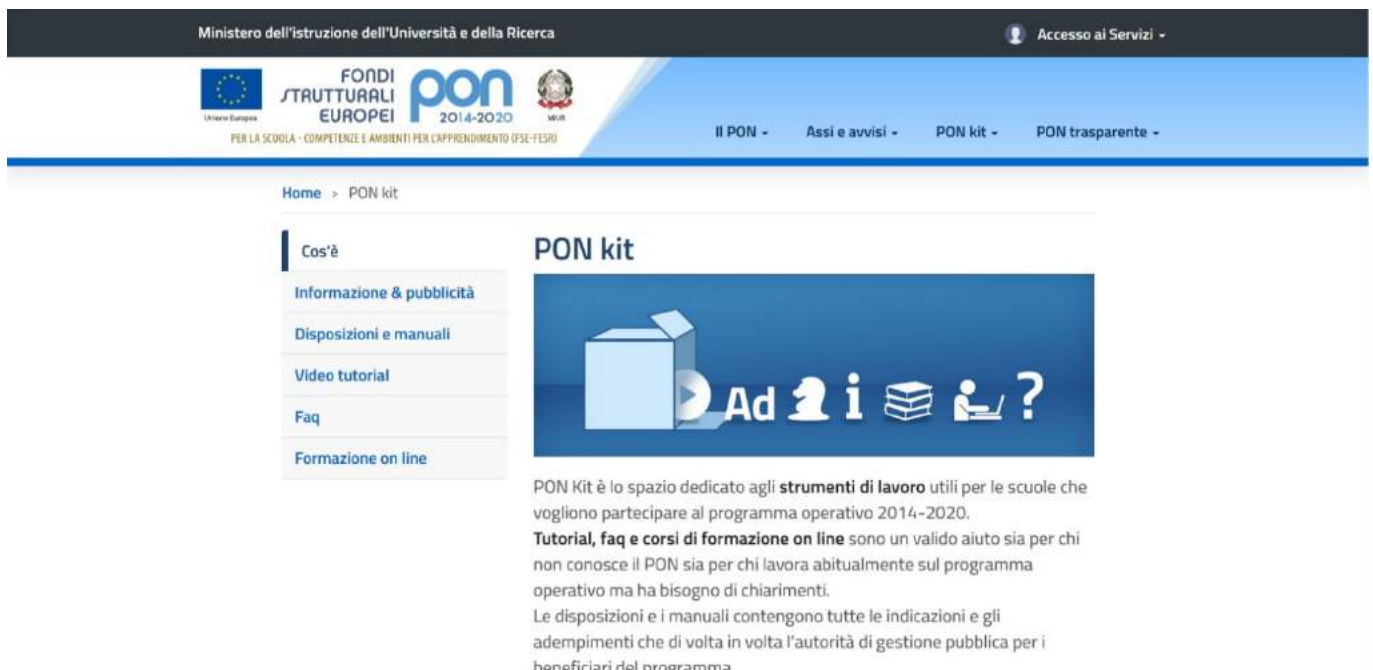 Ministero dell'istruzione dell'Università e della Ricerca
Accesso ai Servizi
Unione Europea
FONDI
STRUTTURALI
EUROPEI
pon
2014-2020
MIUR
PER LA SCUOLA - COMPETENZE E AMBIENTI PER L'APPRENDIMENTO (FSE-FESR)
Il PON
Assi e avvisi
PON kit
PON trasparente
Home > PON kit
Cos'è
Informazione & pubblicità
Disposizioni e manuali
Video tutorial
Faq
Formazione on line
PON kit
Ad i ?
PON Kit è lo spazio dedicato agli strumenti di lavoro utili per le scuole che
vogliono partecipare al programma operativo 2014-2020.
Tutorial, faq e corsi di formazione on line sono un valido aiuto sia per chi
non conosce il PON sia per chi lavora abitualmente sul programma
operativo ma ha bisogno di chiarimenti.
Le disposizioni e i manuali contengono tutte le indicazioni e gli
adempimenti che di volta in volta l'autorità di gestione pubblica per i
beneficiari del programma